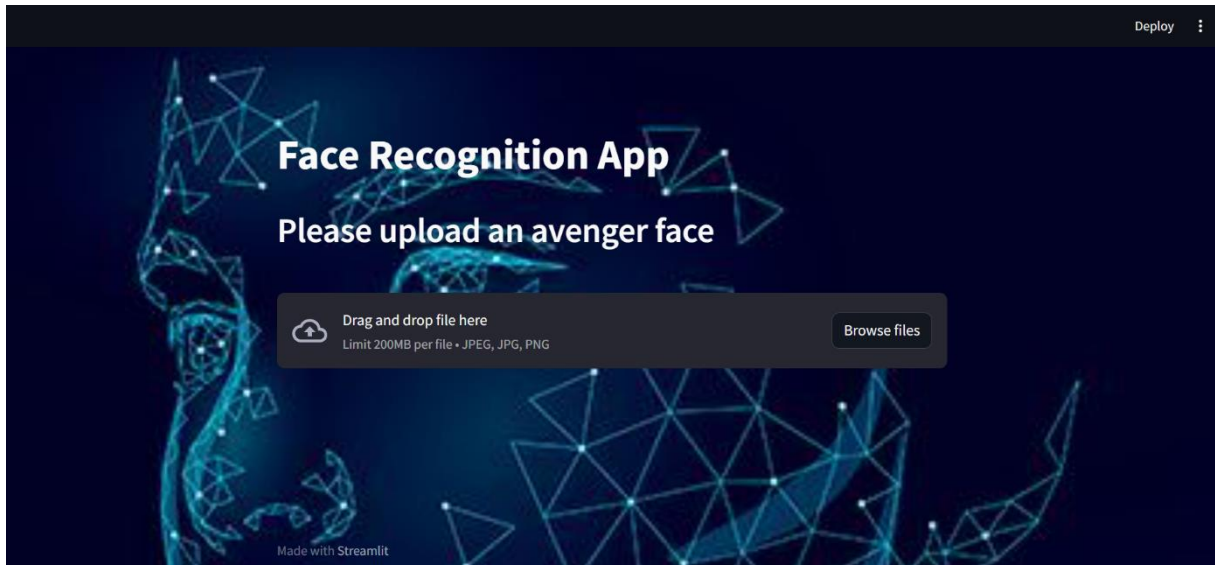 Deploy
Face Recognition App
Please upload an avenger face
Drag and drop file here
Limit 200MB per file • JPEG, JPG, PNG
Browse files
Made with Streamlit